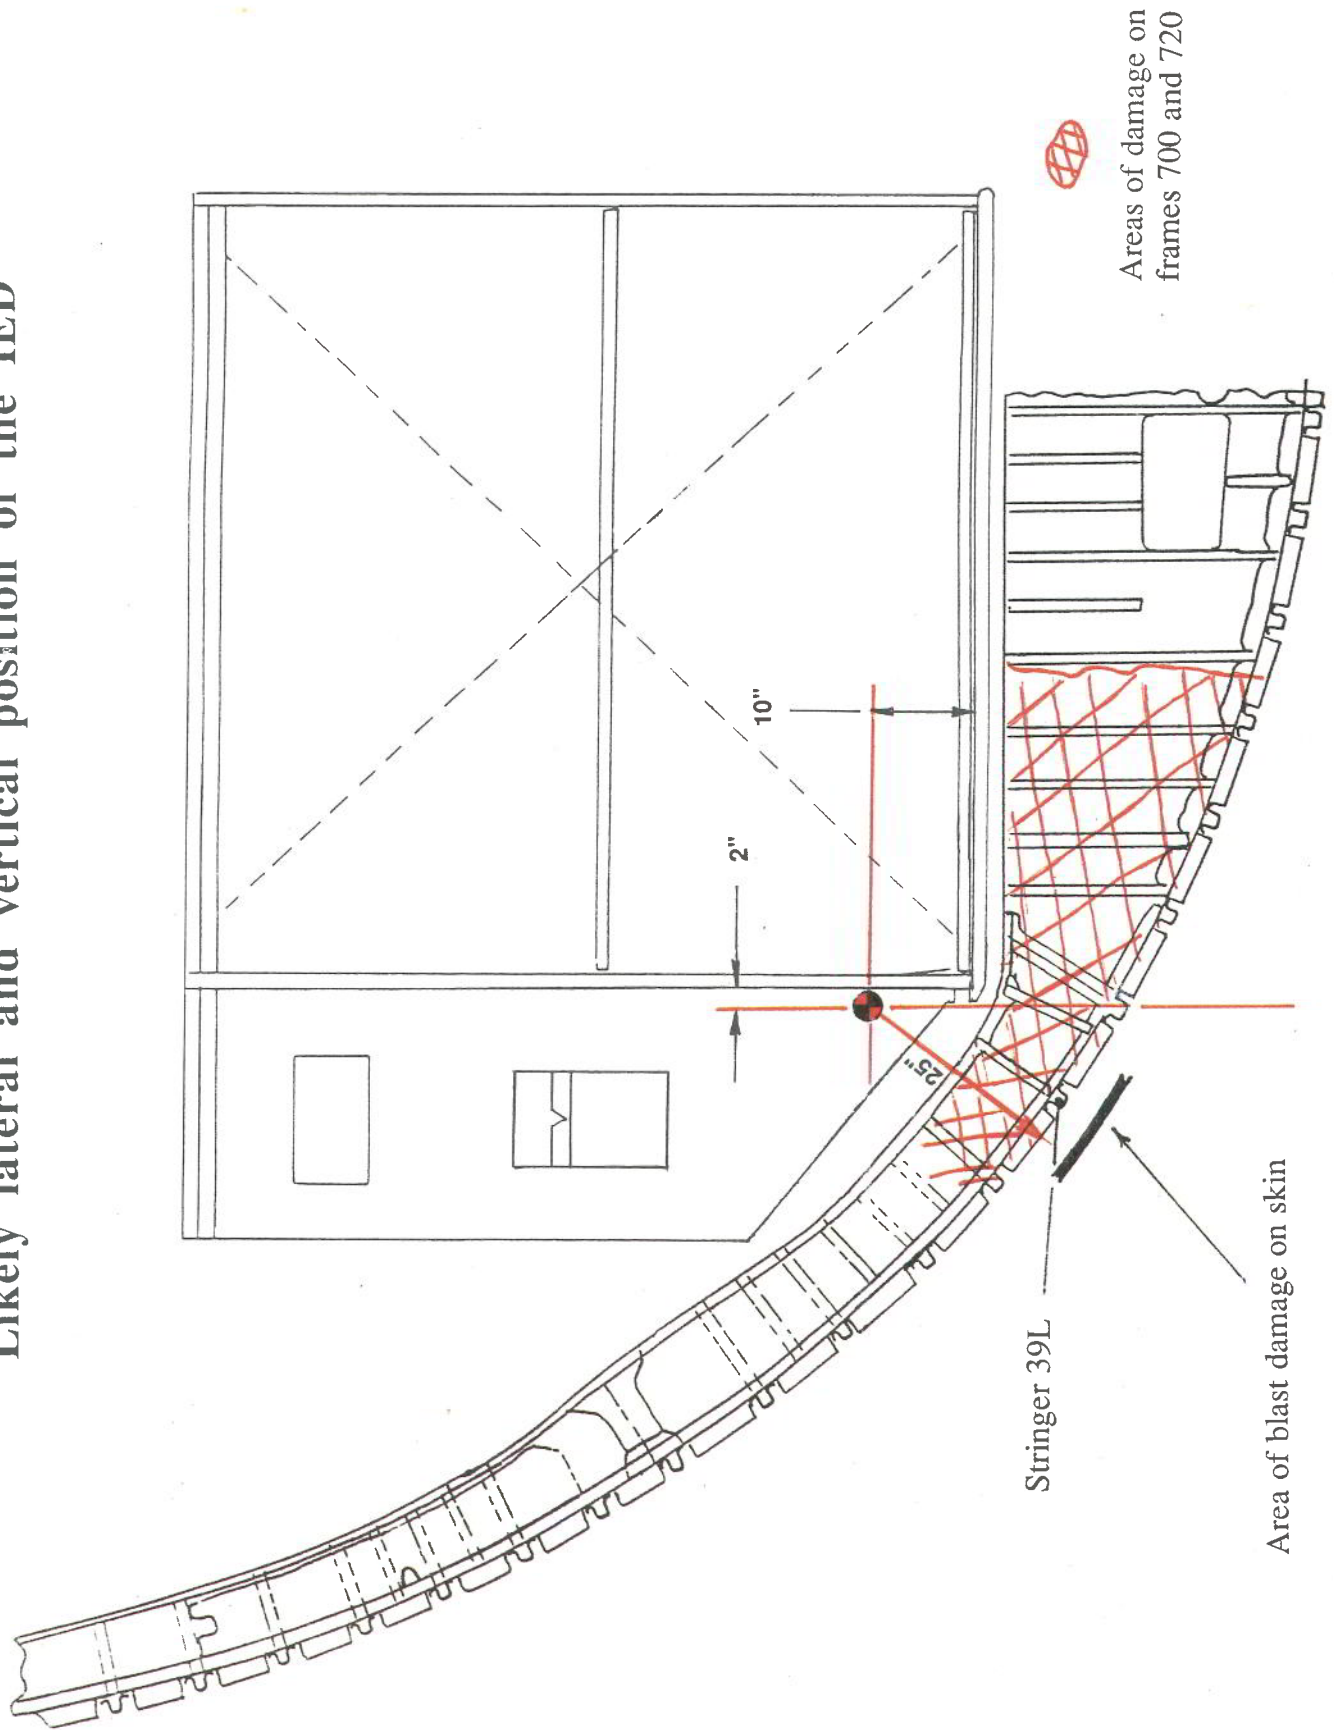 Likely lateral and vertical position of the IED
10"
2"
25"
Areas of damage on
frames 700 and 720
Stringer 39L
Area of blast damage on skin